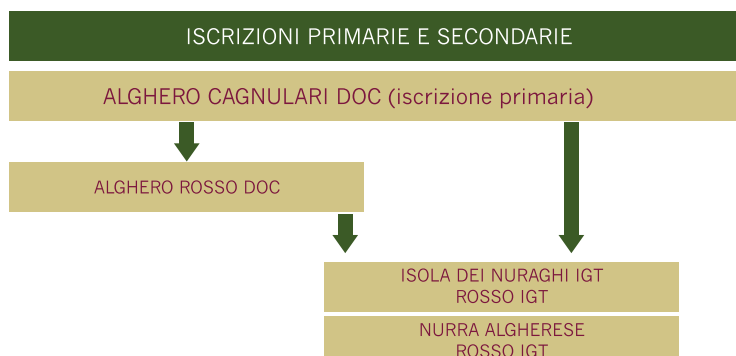 ISCRIZIONI PRIMARIE E SECONDARIE
ALGHERO CAGNULARI DOC (iscrizione primaria)
ALGHERO ROSSO DOC
ISOLA DEI NURAGHI IGT
ROSSO IGT
NURRA ALGHERESE
ROSSO IGT